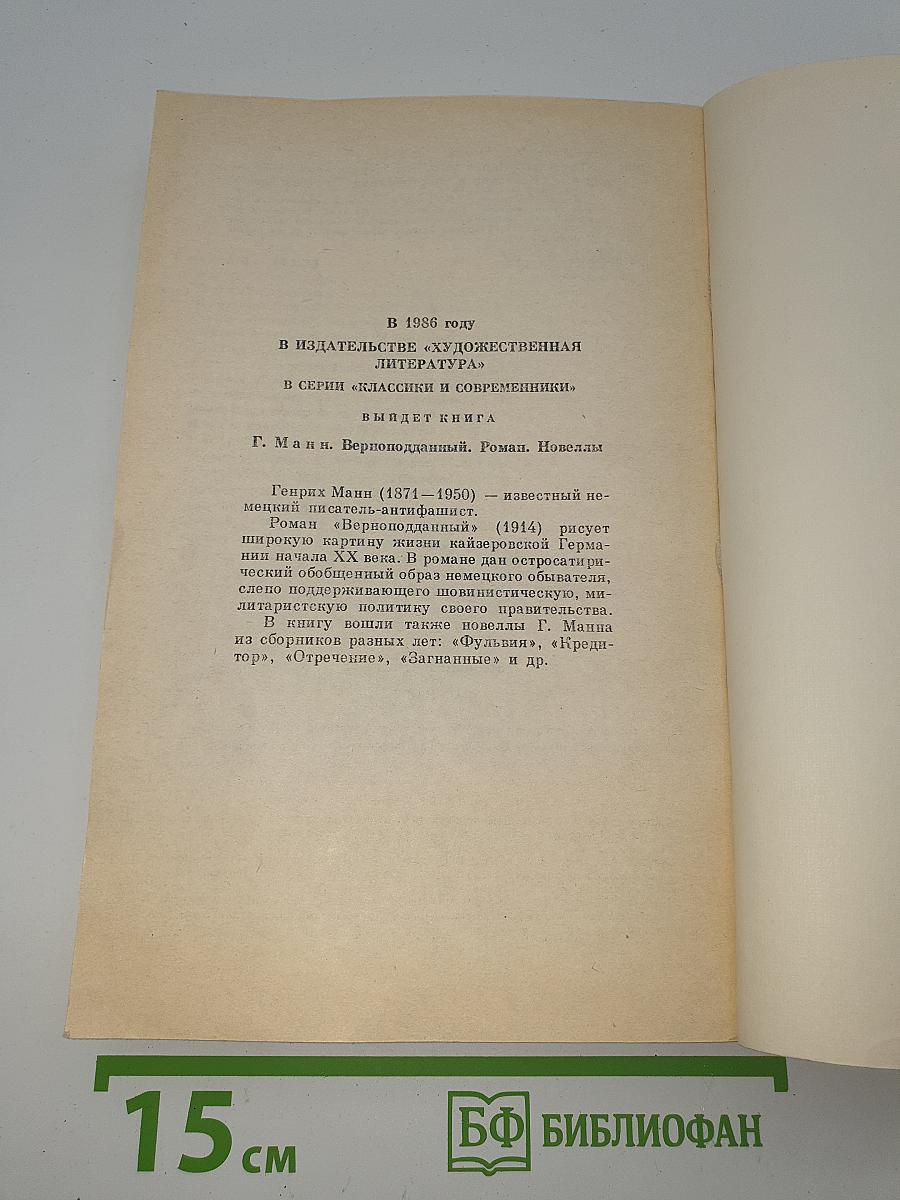 В 1986 году
В ИЗДАТЕЛЬСТВЕ «ХУДОЖЕСТВЕННАЯ
ЛИТЕРАТУРА»
В СЕРИИ «КЛАССИКИ И СОВРЕМЕННИКИ»
ВЫЙДЕТ КНИГА
Г. Манн. Верноподданный. Роман. Новеллы
Генрих Манн (1871—1950) — известный не-
мецкий писатель-антифашист.
Роман «Верноподданный» (1914) рисует
широкую картину жизни кайзеровской Герма-
нии начала XX века. В романе дан остросатири-
ческий обобщенный образ немецкого обывателя,
слепо поддерживающего шовинистическую, ми-
литаристскую политику своего правительства.
В книгу вошли также новеллы Г. Манна
из сборников разных лет: «Фульвия», «Креди-
тор», «Отречение», «Загнанные» и др.
15 см
БФ БИБЛИОФАН